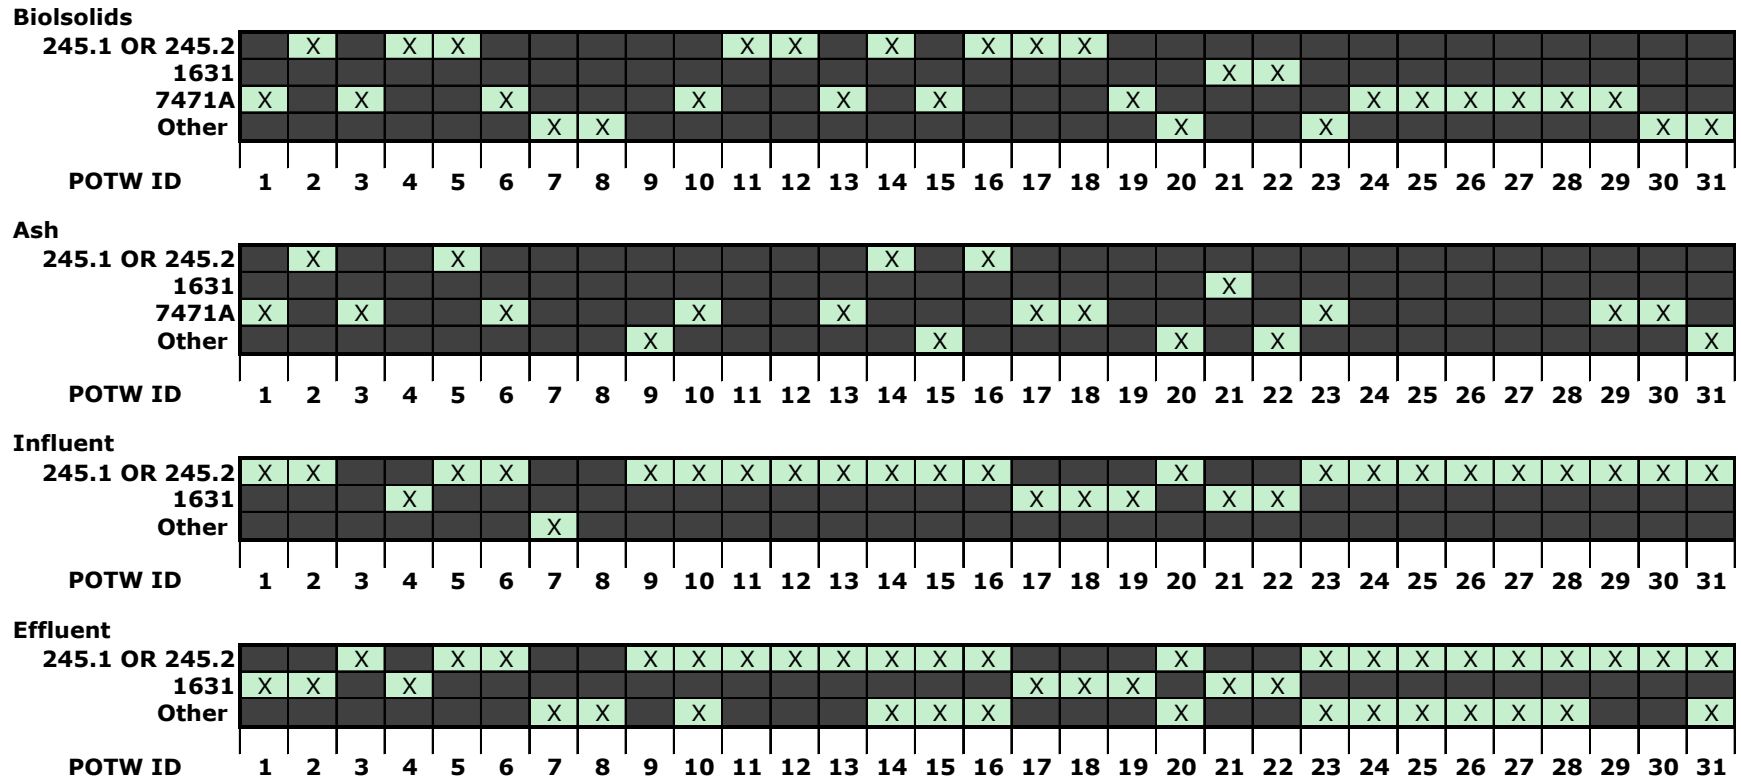 Biolsolids
245.1 OR 245.2 X X X X X X X X X
1631 X X
7471A X X X X X X X X X X X X X
Other X X X X X X
POTW ID 1 2 3 4 5 6 7 8 9 10 11 12 13 14 15 16 17 18 19 20 21 22 23 24 25 26 27 28 29 30 31
Ash
245.1 OR 245.2 X X X X
1631 X
7471A X X X X X X X X X X
Other X X X X X
POTW ID 1 2 3 4 5 6 7 8 9 10 11 12 13 14 15 16 17 18 19 20 21 22 23 24 25 26 27 28 29 30 31
Influent
245.1 OR 245.2 X X X X X X X X X X X X X X X X X X X X X X
1631 X X X X X X
Other X
POTW ID 1 2 3 4 5 6 7 8 9 10 11 12 13 14 15 16 17 18 19 20 21 22 23 24 25 26 27 28 29 30 31
Effluent
245.1 OR 245.2 X X X X X X X X X X X X X X X X X X X X X
1631 X X X X X X X X
Other X X X X X X X X X X X X X X
POTW ID 1 2 3 4 5 6 7 8 9 10 11 12 13 14 15 16 17 18 19 20 21 22 23 24 25 26 27 28 29 30 31